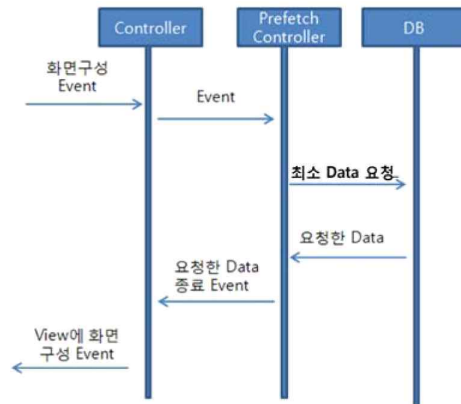 Controller
Prefetch
Controller
DB
화면구성
Event
Event
최소 Data 요청
요청한 Data
요청한 Data
종료 Event
View에 화면
구성 Event